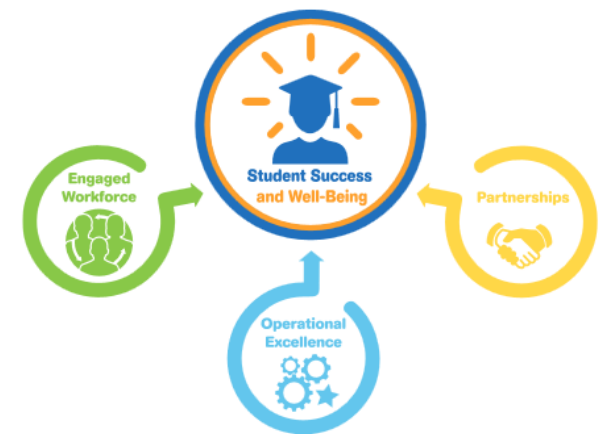 Student Success
and Well-Being
Engaged
Workforce
Partnerships
Operational
Excellence